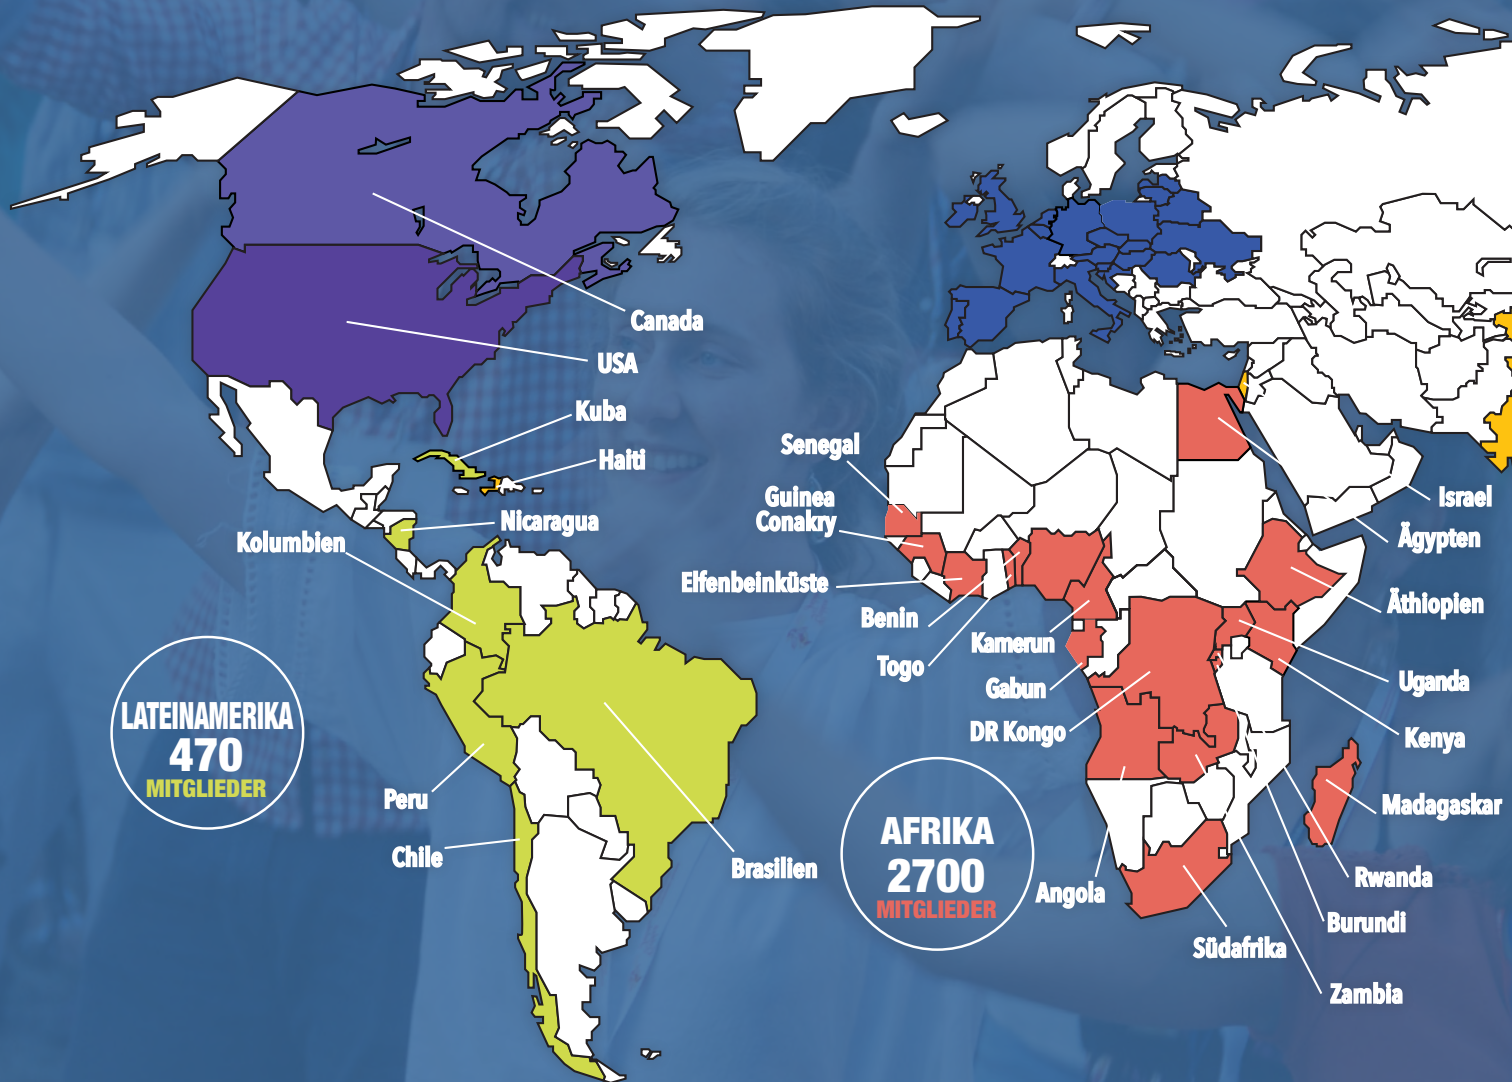 Canada
USA
Kuba
Haiti
Nicaragua
Kolumbien
LATEINAMERIKA
470
MITGLIEDER
Peru
Chile
Brasilien
Senegal
Guinea
Conakry
Elfenbeinküste
Benin
Togo
Kamerun
Gabun
DR Kongo
AFRIKA
2700
MITGLIEDER
Angola
Israel
Ägypten
Äthiopien
Uganda
Kenya
Madagaskar
Rwanda
Burundi
Südafrika
Zambia